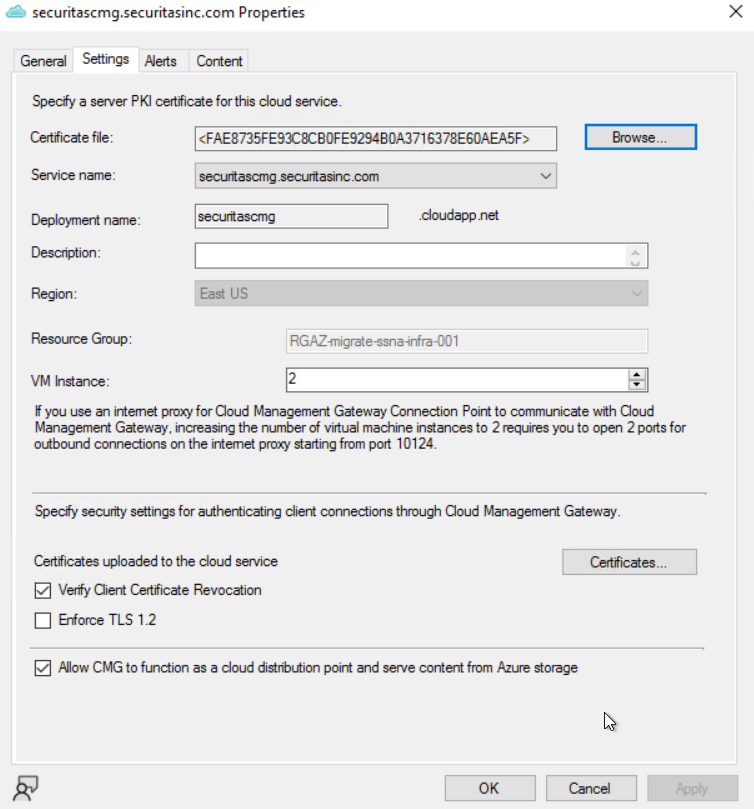 securitascmg.securitasinc.com Properties
General Settings Alerts Content
Specify a server PKI certificate for this cloud service.
Certificate file: <FAE8735FE93C8CB0FE9294B0A3716378E60AEA5F> Browse...
Service name: securitascmg.securitasinc.com
Deployment name: securitascmg .cloudapp.net
Description:
Region: East US
Resource Group: RGAZ-migrate-ssna-infra-001
VM Instance: 2
If you use an internet proxy for Cloud Management Gateway Connection Point to communicate with Cloud
Management Gateway, increasing the number of virtual machine instances to 2 requires you to open 2 ports for
outbound connections on the internet proxy starting from port 10124.
Specify security settings for authenticating client connections through Cloud Management Gateway.
Certificates uploaded to the cloud service Certificates...
Verify Client Certificate Revocation
Enforce TLS 1.2
Allow CMG to function as a cloud distribution point and serve content from Azure storage
OK Cancel Apply